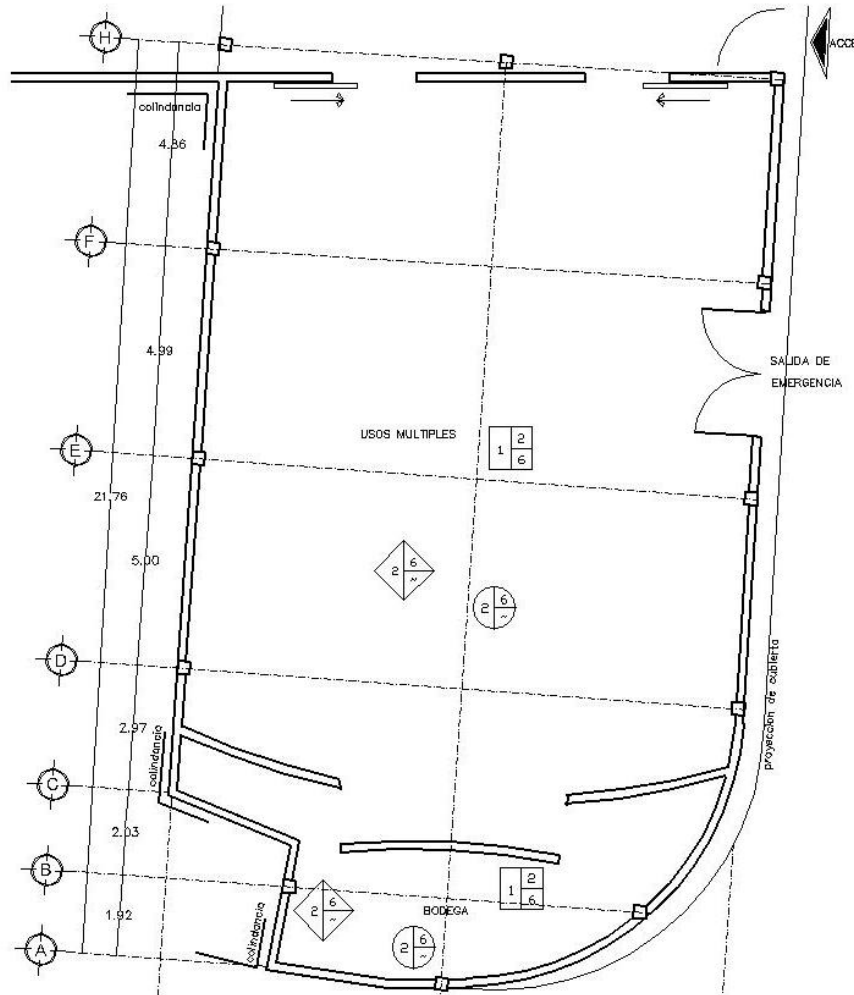 H
ACCE
colindancia
4.86
F
4.99
SALIDA DE
EMERGENCIA
USOS MULTIPLES
1 2 6
E
21.76
5.00
2 6 ~
2 6 ~
D
proyeccion de cubierta
2.97
colindancia
C
2.03
B
1 2 6
2 6 ~
BODEGA
1.92
colindancia
2 6 ~
A